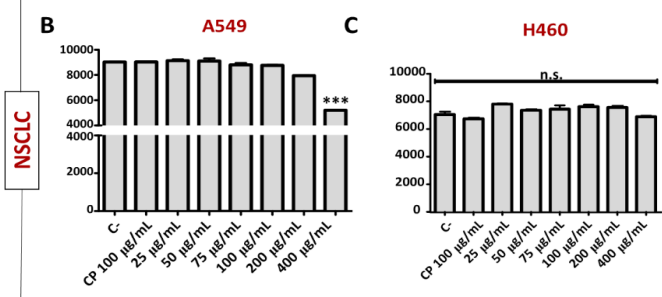 B
A549
10000
8000
6000
4000
4000
2000
0
***
C-
CP 100 µg/mL
25 µg/mL
50 µg/mL
75 µg/mL
100 µg/mL
200 µg/mL
400 µg/mL
C
H460
n.s.
10000
8000
6000
4000
2000
0
C-
CP 100 µg/mL
25 µg/mL
50 µg/mL
75 µg/mL
100 µg/mL
200 µg/mL
400 µg/mL
NSCLC